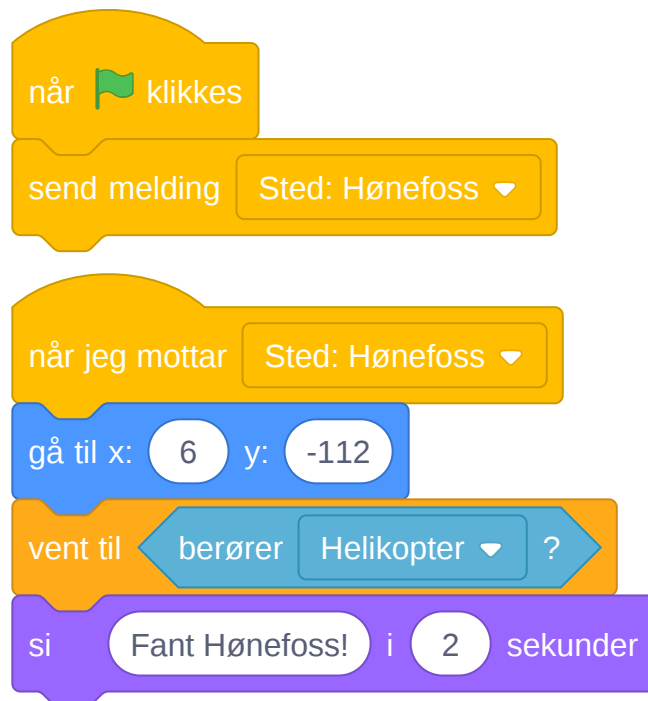 når klikkes
send melding Sted: Hønefoss
når jeg mottar Sted: Hønefoss
gå til x: 6 y: -112
vent til berører Helikopter ?
si Fant Hønefoss! i 2 sekunder